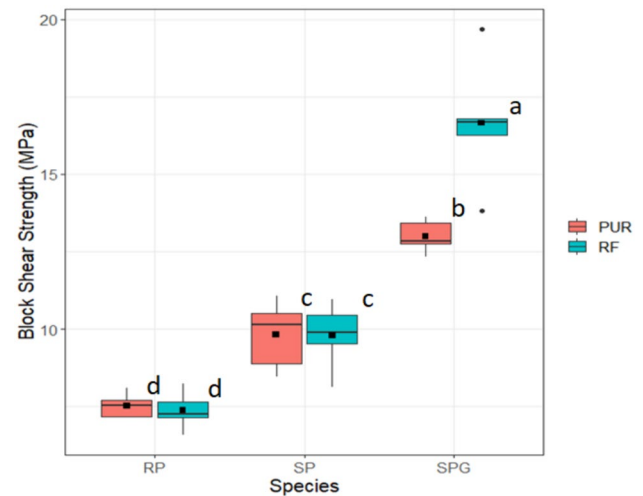 20
15
10
Block Shear Strength (MPa)
a
b
c c
d d
PUR
RF
RP SP SPG
Species